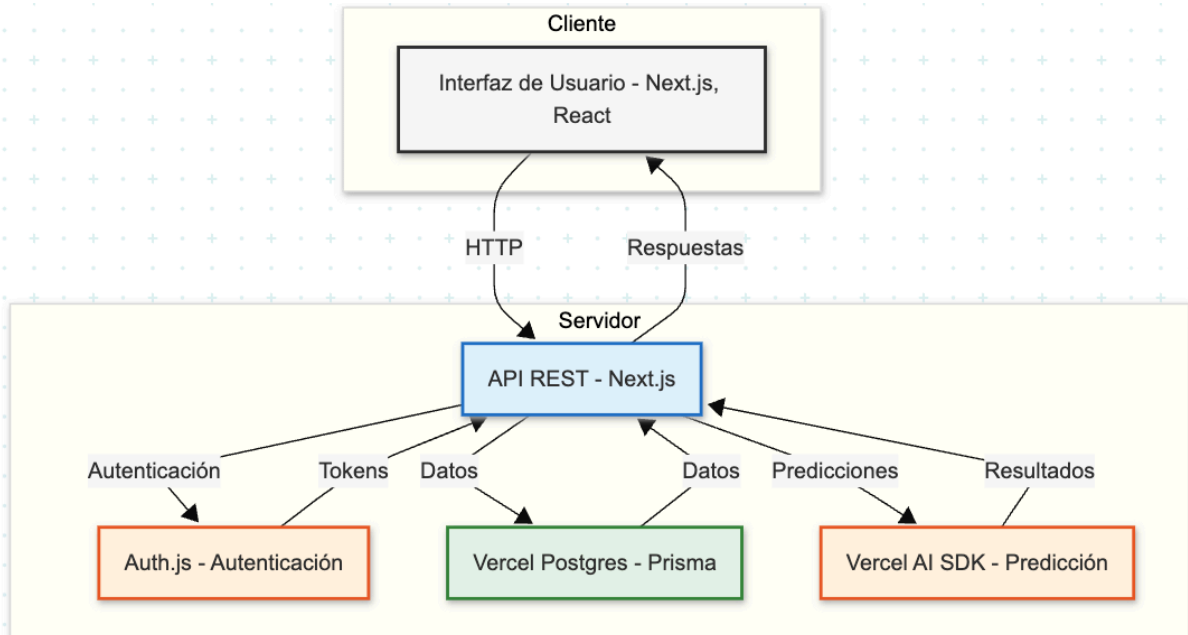 Cliente
Interfaz de Usuario - Next.js,
React
HTTP
Respuestas
Servidor
API REST - Next.js
Autenticación
Tokens
Datos
Datos
Predicciones
Resultados
Auth.js - Autenticación
Vercel Postgres - Prisma
Vercel AI SDK - Predicción